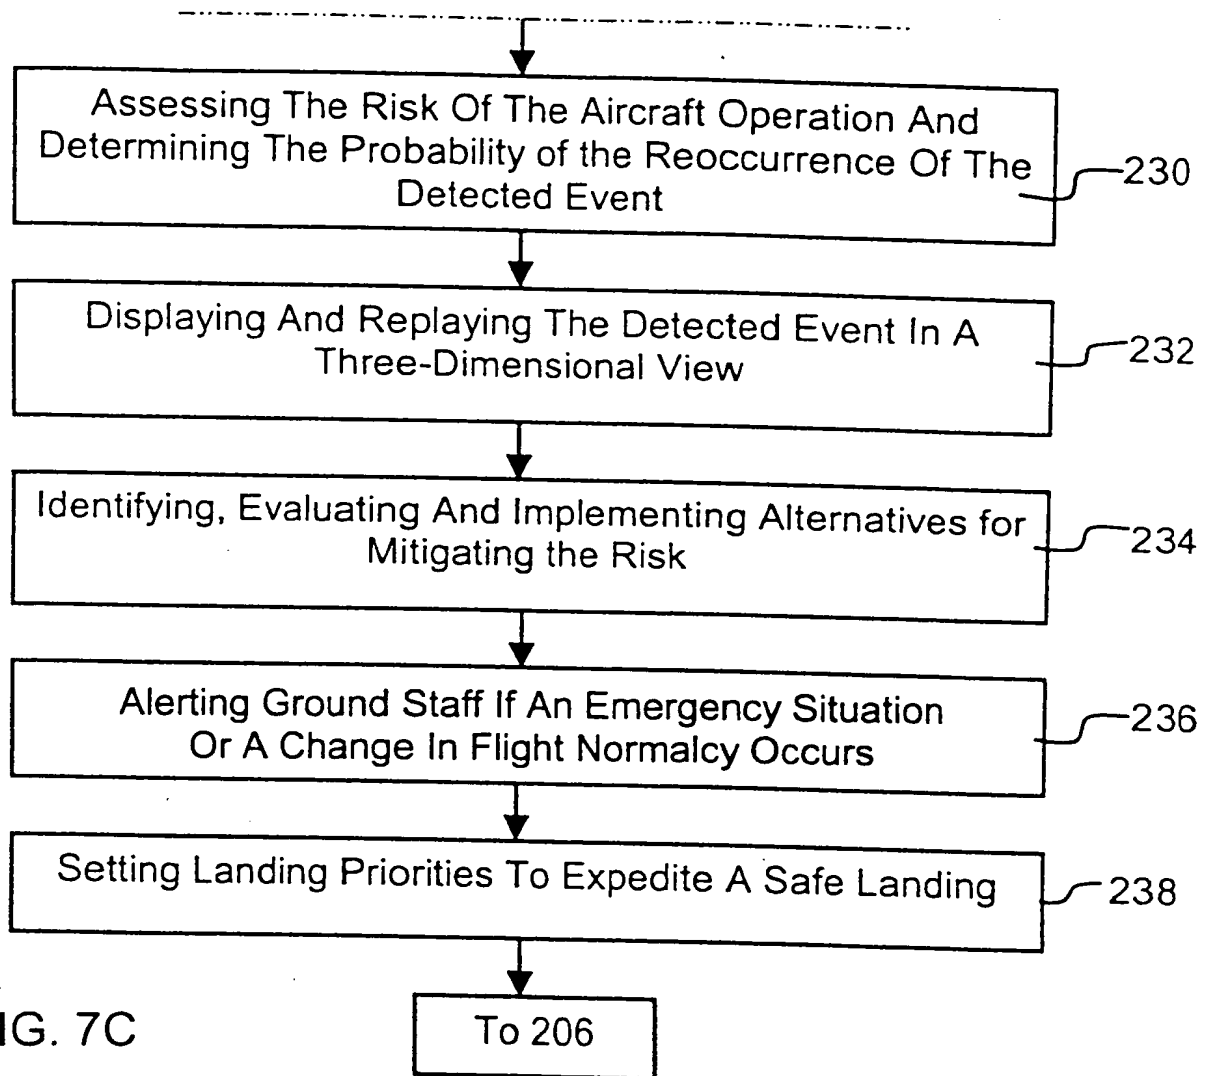 Assessing The Risk Of The Aircraft Operation And
Determining The Probability of the Reoccurrence Of The
Detected Event
230
Displaying And Replaying The Detected Event In A
Three-Dimensional View
232
Identifying, Evaluating And Implementing Alternatives for
Mitigating the Risk
234
Alerting Ground Staff If An Emergency Situation
Or A Change In Flight Normalcy Occurs
236
Setting Landing Priorities To Expedite A Safe Landing
238
To 206
IG. 7C